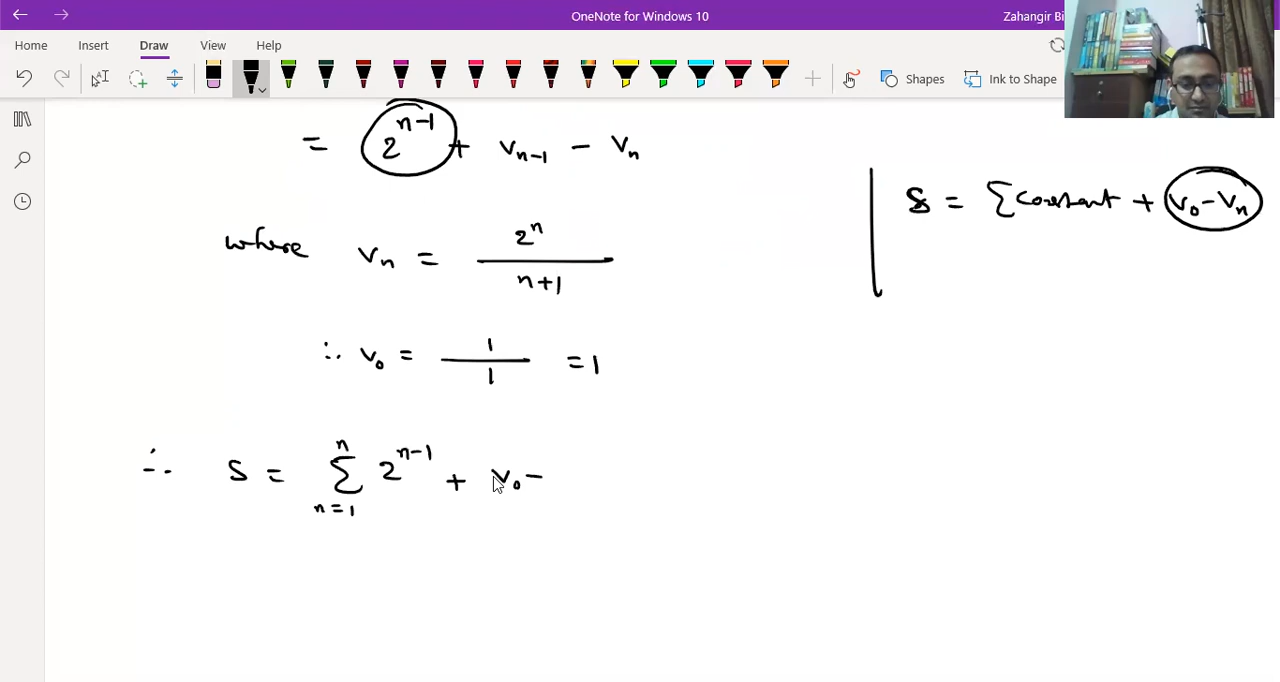 OneNote for Windows 10
Zahangir Bi
Home Insert Draw View Help
Shapes Ink to Shape
= 2^{n-1} + v_{n-1} - v_n
S = Σ constant + v_0 - v_n
where v_n = 2^n / n+1
∴ v_0 = 1/1 = 1
∴ S = Σ_{n=1}^{n} 2^{n-1} + v_0 -